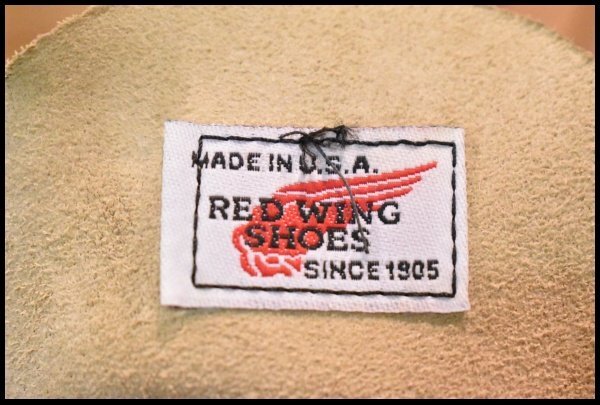 MADE IN U.S.A.
RED WING
SHOES
SINCE 1905